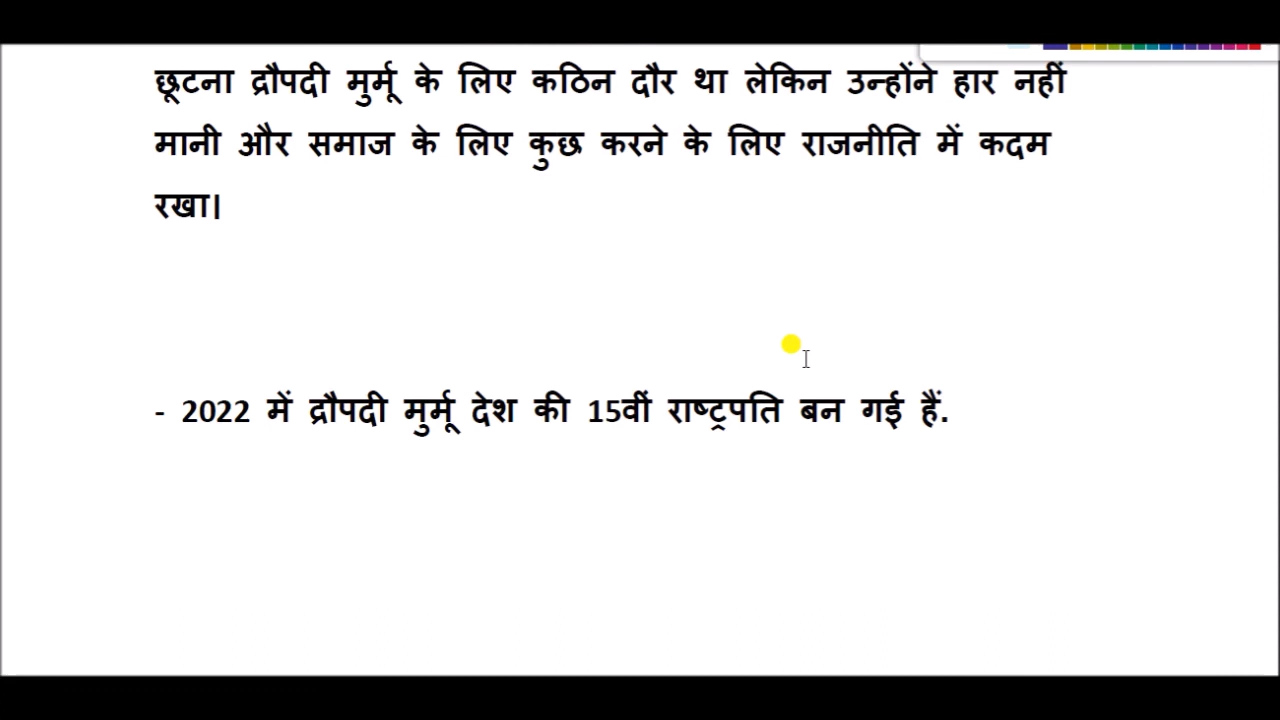 छूटना द्रौपदी मुर्मू के लिए कठिन दौर था लेकिन उन्होंने हार नहीं
मानी और समाज के लिए कुछ करने के लिए राजनीति में कदम
रखा।
- 2022 में द्रौपदी मुर्मू देश की 15वीं राष्ट्रपति बन गई हैं.